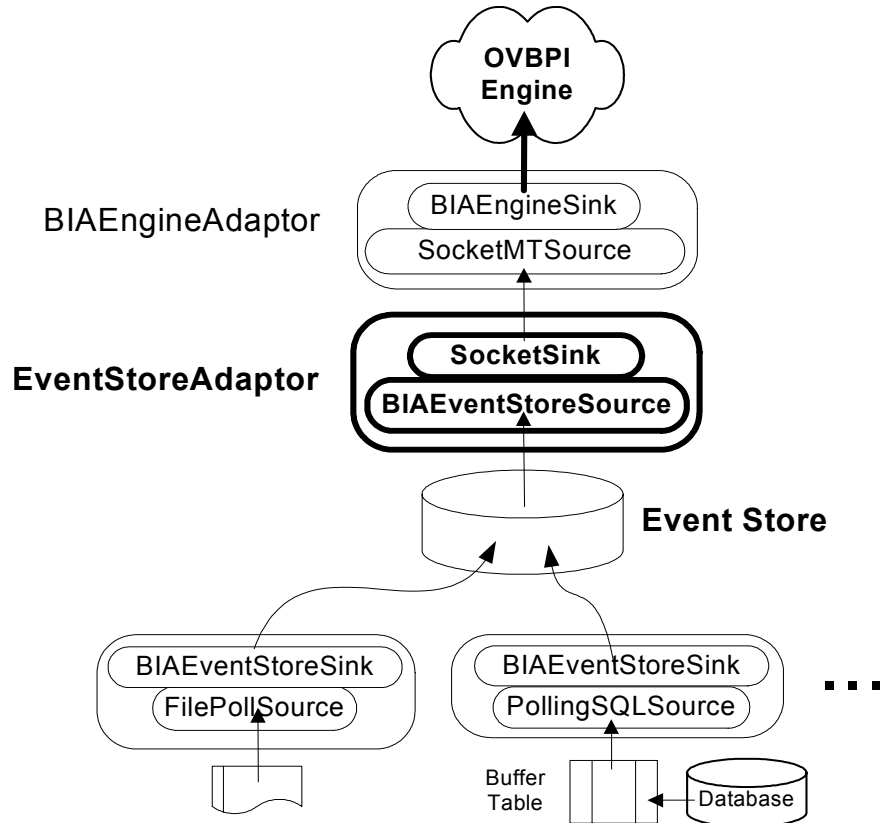 OVBPI
Engine
BIAEngineAdaptor
BIAEngineSink
SocketMTSource
EventStoreAdaptor
SocketSink
BIAEventStoreSource
Event Store
BIAEventStoreSink
FilePollSource
BIAEventStoreSink
PollingSQLSource
Buffer
Table
Database